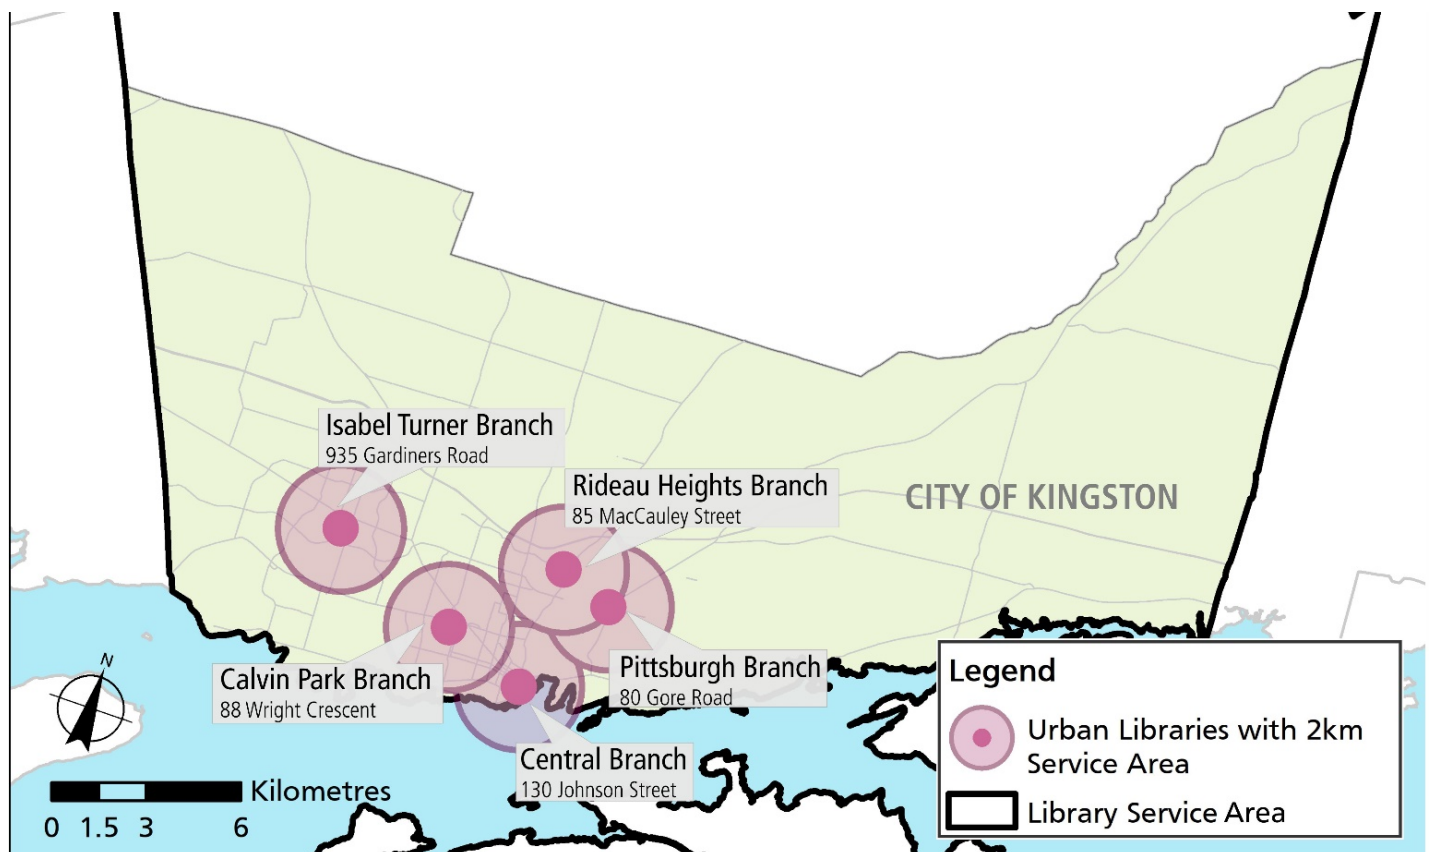 Isabel Turner Branch
935 Gardiners Road
Rideau Heights Branch
85 MacCauley Street
CITY OF KINGSTON
Calvin Park Branch
88 Wright Crescent
Pittsburgh Branch
80 Gore Road
Central Branch
130 Johnson Street
N
Kilometres
0 1.5 3 6
Legend
Urban Libraries with 2km
Service Area
Library Service Area